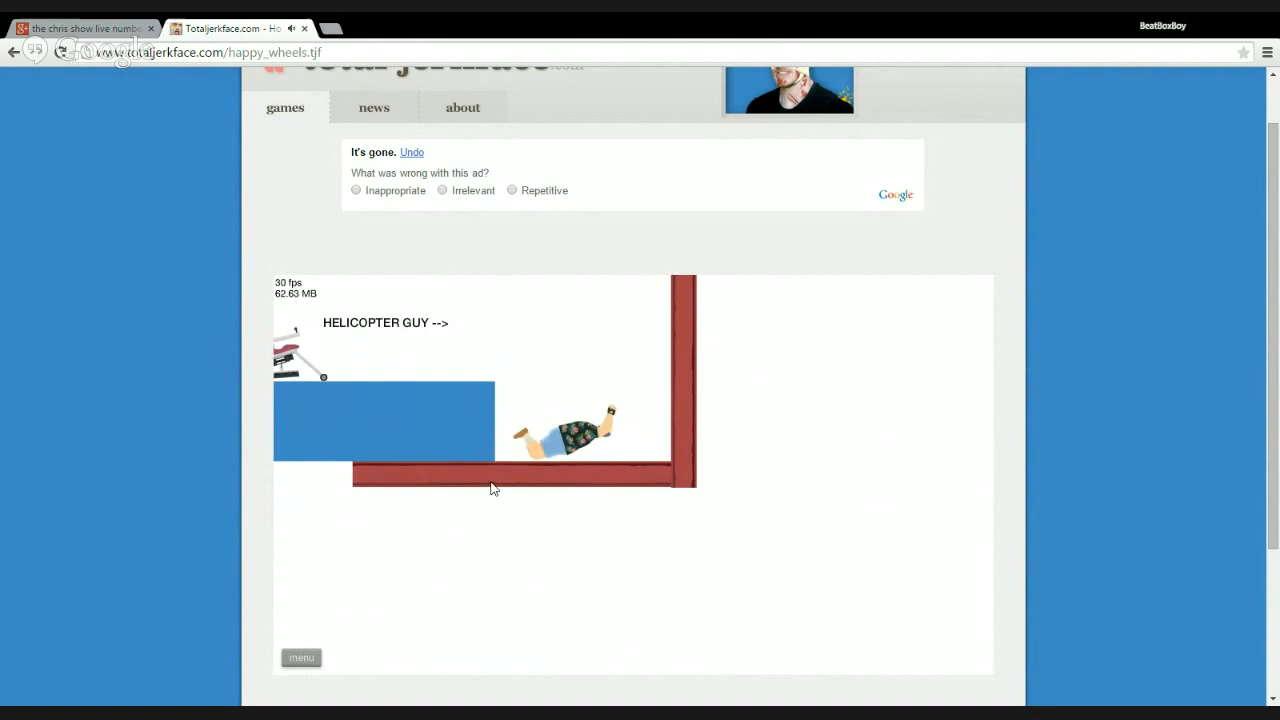 the chris show live numb
Totaljerkface.com - Ho
BeatBoxBoy
Google
www.totaljerkface.com/happy_wheels.tjf
.com
games
news
about
It's gone. Undo
What was wrong with this ad?
Inappropriate
Irrelevant
Repetitive
Google
30 fps
62.63 MB
HELICOPTER GUY -->
menu